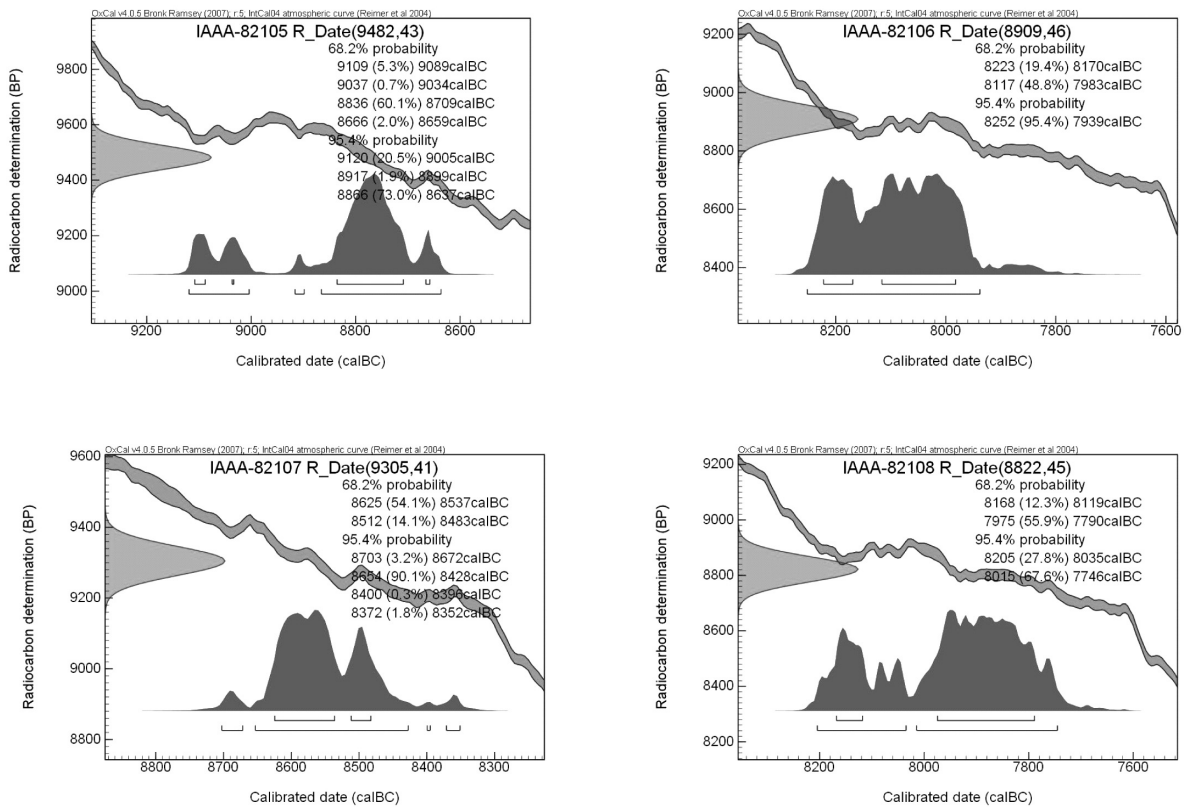 OxCal v4.0.5 Bronk Ramsey (2007); r:5; IntCal04 atmospheric curve (Reimer et al 2004)
IAAA-82105 R_Date(9482,43)
68.2% probability
9109 (5.3%) 9089calBC
9037 (0.7%) 9034calBC
8836 (60.1%) 8709calBC
8666 (2.0%) 8659calBC
95.4% probability
9120 (20.5%) 9005calBC
8917 (1.9%) 8899calBC
8866 (73.0%) 8637calBC
Radiocarbon determination (BP)
9800
9600
9400
9200
9000
9200
9000
8800
8600
Calibrated date (calBC)
OxCal v4.0.5 Bronk Ramsey (2007); r:5; IntCal04 atmospheric curve (Reimer et al 2004)
IAAA-82106 R_Date(8909,46)
68.2% probability
8223 (19.4%) 8170calBC
8117 (48.8%) 7983calBC
95.4% probability
8252 (95.4%) 7939calBC
Radiocarbon determination (BP)
9200
9000
8800
8600
8400
8200
8000
7800
7600
Calibrated date (calBC)
OxCal v4.0.5 Bronk Ramsey (2007); r:5; IntCal04 atmospheric curve (Reimer et al 2004)
IAAA-82107 R_Date(9305,41)
68.2% probability
8625 (54.1%) 8537calBC
8512 (14.1%) 8483calBC
95.4% probability
8703 (3.2%) 8672calBC
8654 (90.1%) 8428calBC
8400 (0.3%) 8396calBC
8372 (1.8%) 8352calBC
Radiocarbon determination (BP)
9600
9400
9200
9000
8800
8800
8700
8600
8500
8400
8300
Calibrated date (calBC)
OxCal v4.0.5 Bronk Ramsey (2007); r:5; IntCal04 atmospheric curve (Reimer et al 2004)
IAAA-82108 R_Date(8822,45)
68.2% probability
8168 (12.3%) 8119calBC
7975 (55.9%) 7790calBC
95.4% probability
8205 (27.8%) 8035calBC
8015 (67.6%) 7746calBC
Radiocarbon determination (BP)
9200
9000
8800
8600
8400
8200
8200
8000
7800
7600
Calibrated date (calBC)